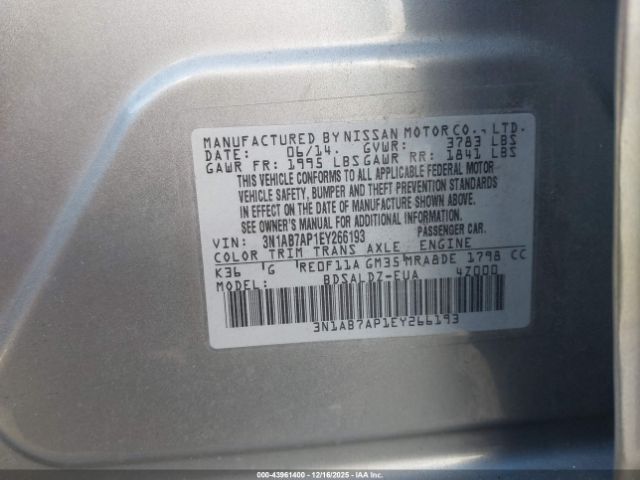 MANUFACTURED BY NISSAN MOTOR CO., LTD.
DATE: 06/14. GVWR: 3783 LBS
GAWR FR: 1995 LBS GAWR RR: 1841 LBS
THIS VEHICLE CONFORMS TO ALL APPLICABLE FEDERAL MOTOR
VEHICLE SAFETY, BUMPER AND THEFT PREVENTION STANDARDS
IN EFFECT ON THE DATE OF MANUFACTURE SHOWN ABOVE.
SEE OWNER'S MANUAL FOR ADDITIONAL INFORMATION.
VIN: 3N1AB7AP1EY266193 PASSENGER CAR.
COLOR TRIM TRANS AXLE ENGINE
K36 G RE0F11A GM35 MRA8DE 1798 CC
MODEL: BDSALDZ-EUA 4Z000
3N1AB7AP1EY266193
000-43961400 | 12/16/2025 | IAA Inc.